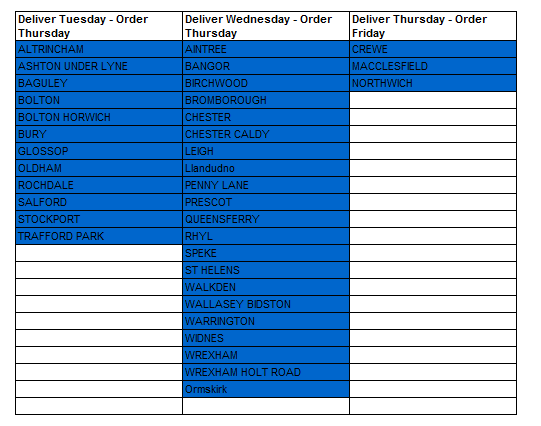 Deliver Tuesday - Order Thursday
Deliver Wednesday - Order Thursday
Deliver Thursday - Order Friday
ALTRINCHAM AINTREE CREWE
ASHTON UNDER LYNE BANGOR MACCLESFIELD
BAGULEY BIRCHWOOD NORTHWICH
BOLTON BROMBOROUGH
BOLTON HORWICH CHESTER
BURY CHESTER CALDY
GLOSSOP LEIGH
OLDHAM Llandudno
ROCHDALE PENNY LANE
SALFORD PRESCOT
STOCKPORT QUEENSFERRY
TRAFFORD PARK RHYL
SPEKE
ST HELENS
WALKDEN
WALLASEY BIDSTON
WARRINGTON
WIDNES
WREXHAM
WREXHAM HOLT ROAD
Ormskirk